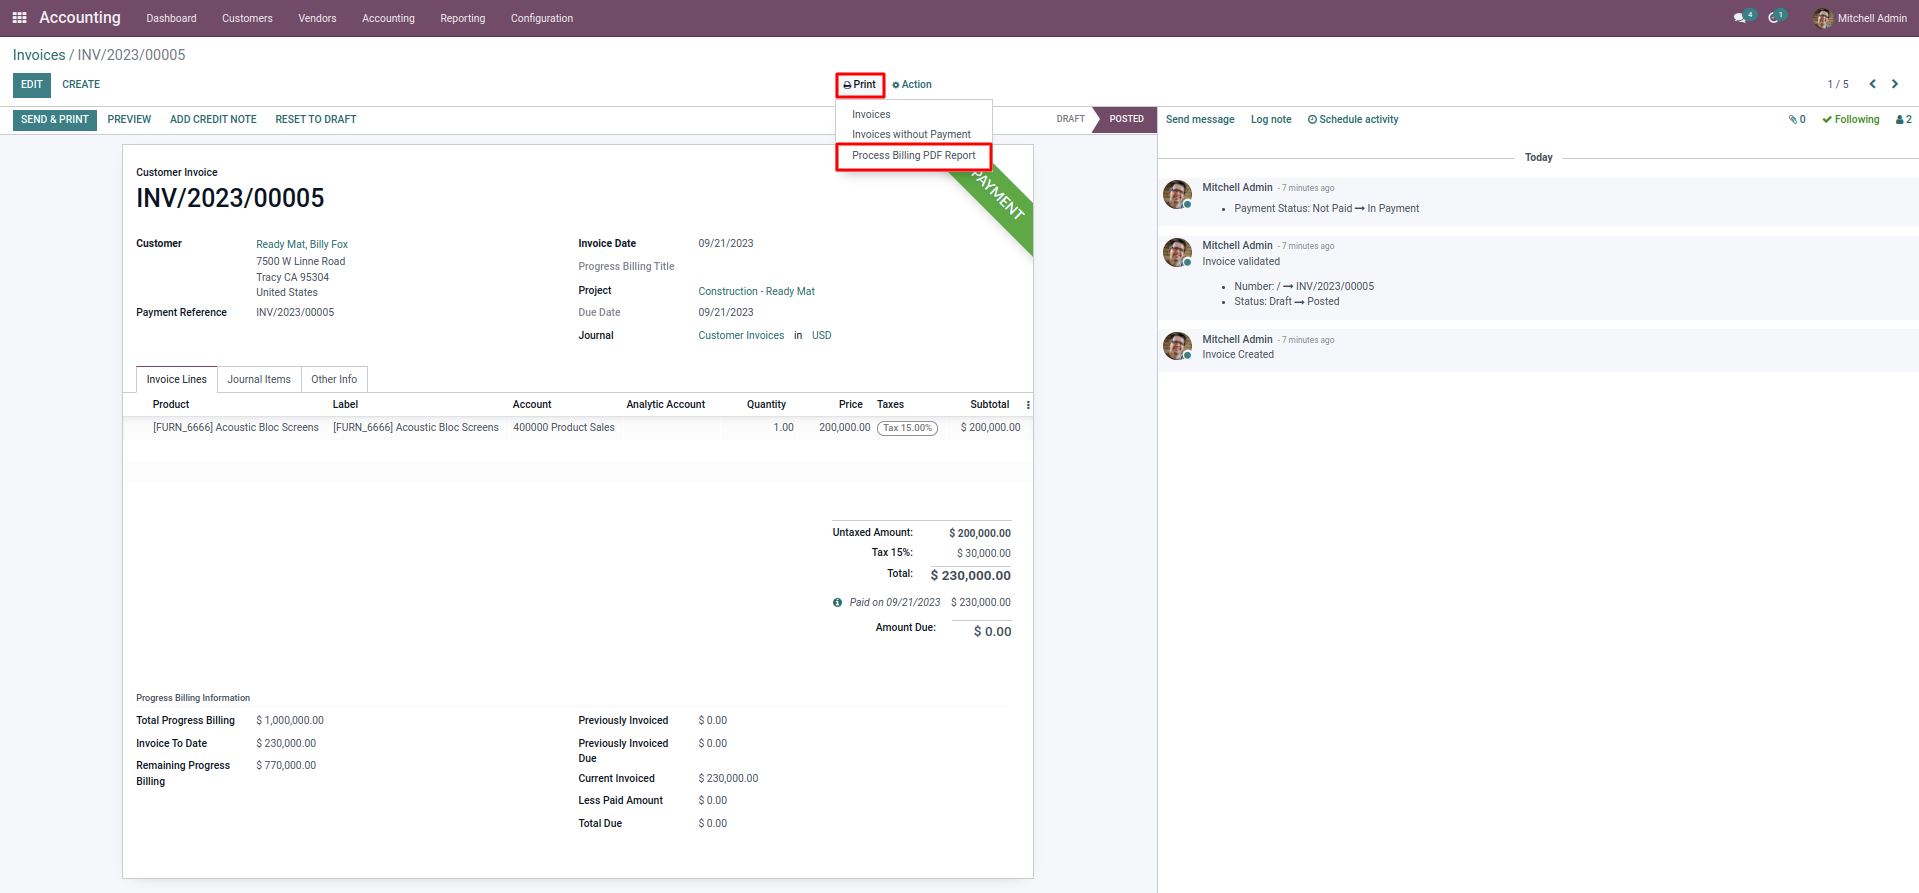 Accounting Dashboard Customers Vendors Accounting Reporting Configuration 4 1 Mitchell Admin
Invoices / INV/2023/00005
EDIT CREATE Print Action 1 / 5
SEND & PRINT PREVIEW ADD CREDIT NOTE RESET TO DRAFT DRAFT POSTED
Invoices
Invoices without Payment
Process Billing PDF Report
PAYMENT
Customer Invoice
INV/2023/00005
Customer Ready Mat, Billy Fox
7500 W Linne Road
Tracy CA 95304
United States
Payment Reference INV/2023/00005
Invoice Date 09/21/2023
Progress Billing Title
Project Construction - Ready Mat
Due Date 09/21/2023
Journal Customer Invoices in USD
Invoice Lines Journal Items Other Info
Product Label Account Analytic Account Quantity Price Taxes Subtotal
[FURN_6666] Acoustic Bloc Screens [FURN_6666] Acoustic Bloc Screens 400000 Product Sales 1.00 200,000.00 Tax 15.00% $ 200,000.00
Untaxed Amount: $ 200,000.00
Tax 15%: $ 30,000.00
Total: $ 230,000.00
Paid on 09/21/2023 $ 230,000.00
Amount Due: $ 0.00
Progress Billing Information
Total Progress Billing $ 1,000,000.00
Invoice To Date $ 230,000.00
Remaining Progress
Billing $ 770,000.00
Previously Invoiced $ 0.00
Previously Invoiced
Due $ 0.00
Current Invoiced $ 230,000.00
Less Paid Amount $ 0.00
Total Due $ 0.00
Send message Log note Schedule activity 0 Following 2
Today
Mitchell Admin - 7 minutes ago
• Payment Status: Not Paid → In Payment
Mitchell Admin - 7 minutes ago
Invoice validated
• Number: / → INV/2023/00005
• Status: Draft → Posted
Mitchell Admin - 7 minutes ago
Invoice Created